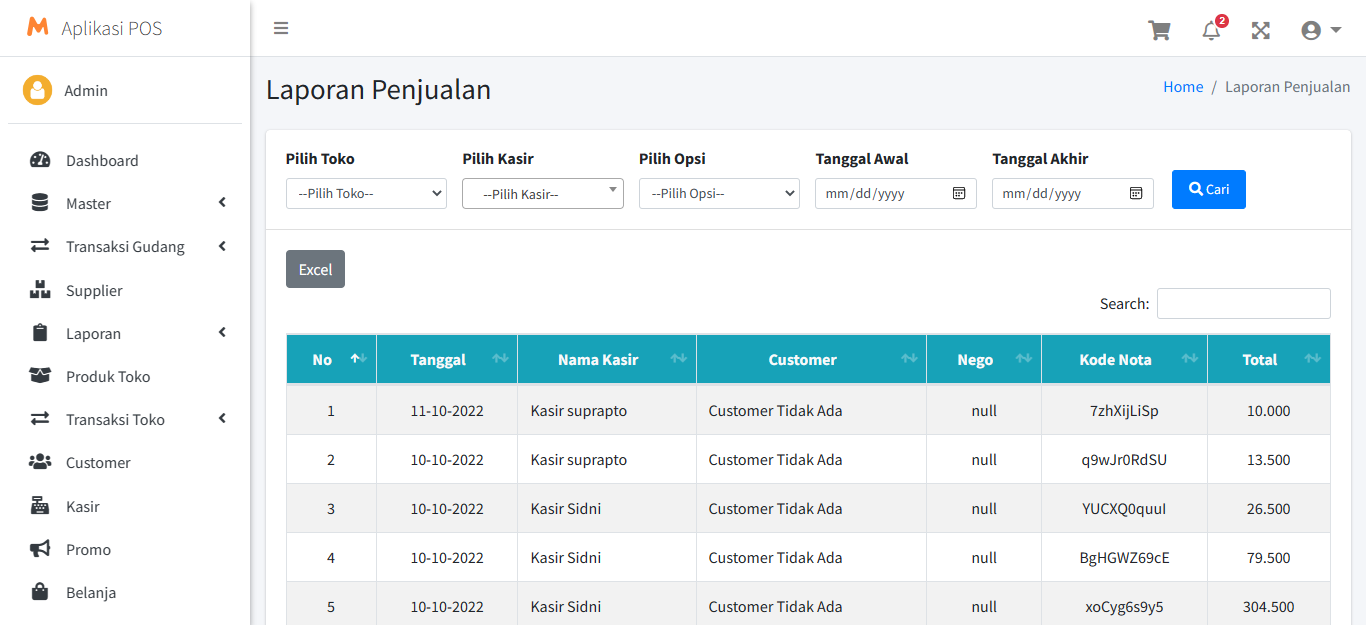 Aplikasi POS
2
Admin
Laporan Penjualan
Home / Laporan Penjualan
Dashboard
Master
Transaksi Gudang
Supplier
Laporan
Produk Toko
Transaksi Toko
Customer
Kasir
Promo
Belanja
Pilih Toko Pilih Kasir Pilih Opsi Tanggal Awal Tanggal Akhir
--Pilih Toko-- --Pilih Kasir-- --Pilih Opsi-- mm/dd/yyyy mm/dd/yyyy Cari
Excel
Search:
No Tanggal Nama Kasir Customer Nego Kode Nota Total
1 11-10-2022 Kasir suprapto Customer Tidak Ada null 7zhXijLiSp 10.000
2 10-10-2022 Kasir suprapto Customer Tidak Ada null q9wJr0RdSU 13.500
3 10-10-2022 Kasir Sidni Customer Tidak Ada null YUCXQ0quuI 26.500
4 10-10-2022 Kasir Sidni Customer Tidak Ada null BgHGWZ69cE 79.500
5 10-10-2022 Kasir Sidni Customer Tidak Ada null xoCyg6s9y5 304.500